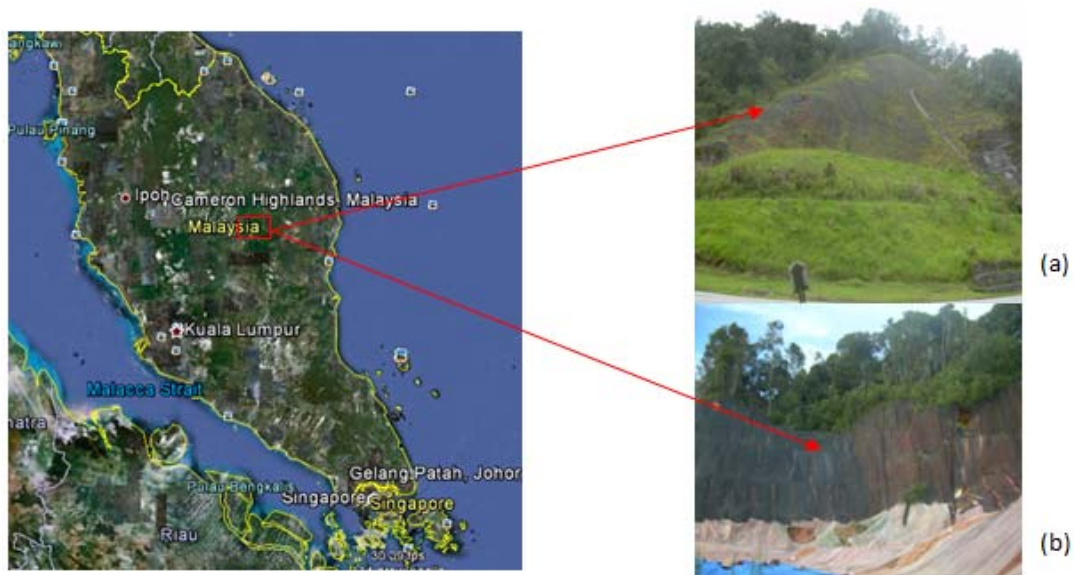 angkawi
Pulau Pinang
Ipoh
Cameron Highlands, Malaysia
Malaysia
Kuala Lumpur
Malacca Strait
natra
Gelang Patah, Johor
Pulau Bengkalis
Singapore
Singapore
Riau
(a)
(b)